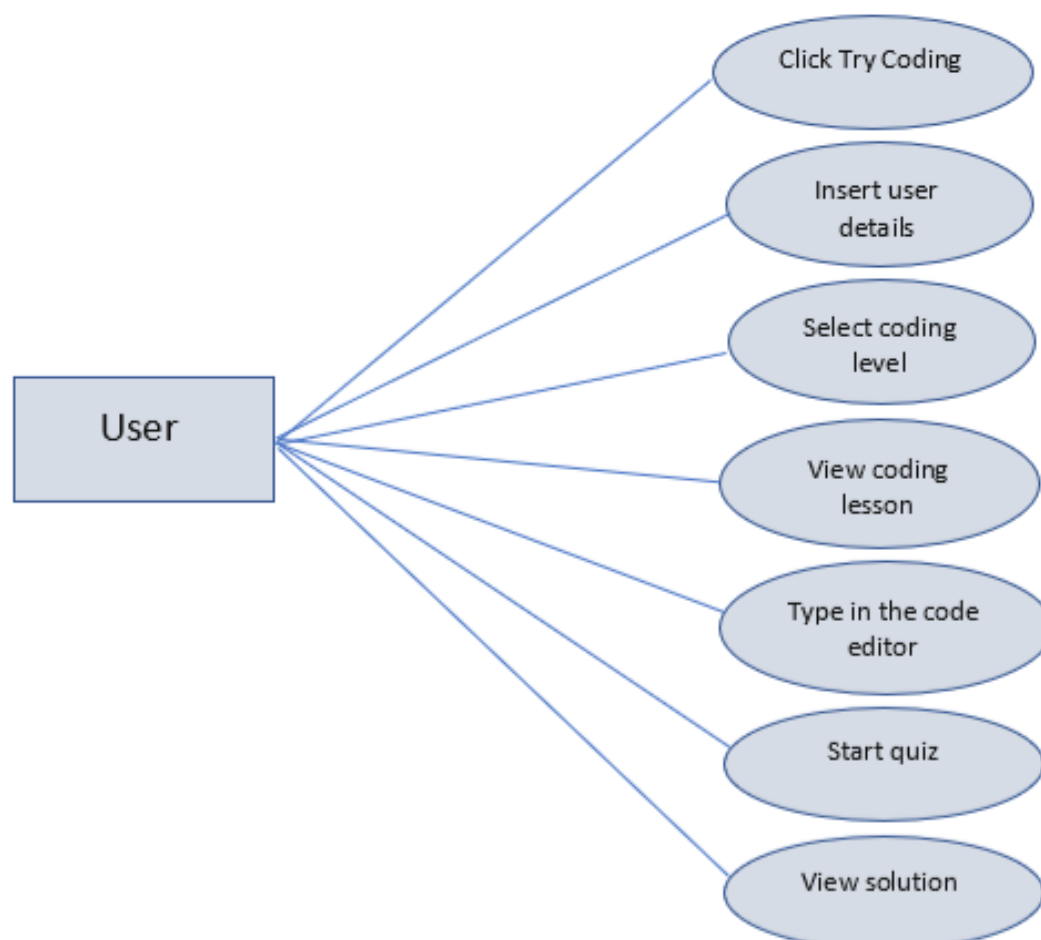 Click Try Coding
Insert user
details
Select coding
level
User
View coding
lesson
Type in the code
editor
Start quiz
View solution